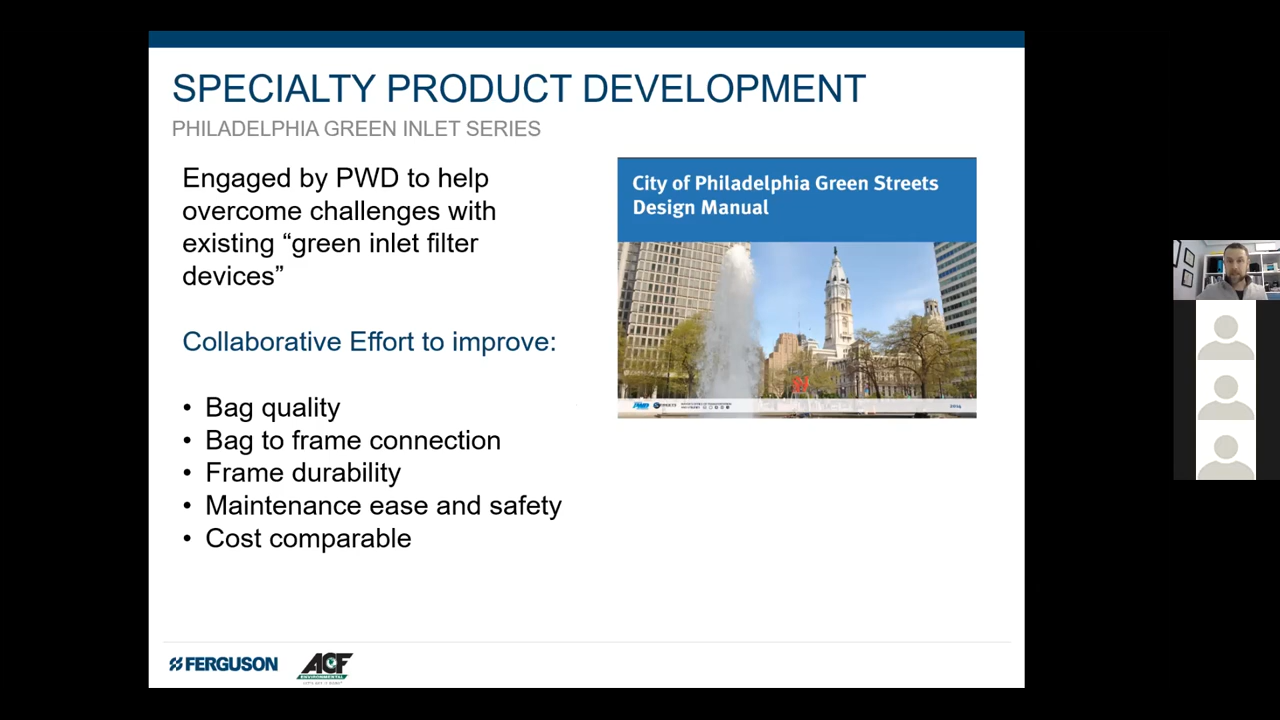 SPECIALTY PRODUCT DEVELOPMENT
PHILADELPHIA GREEN INLET SERIES
Engaged by PWD to help
overcome challenges with
existing “green inlet filter
devices”
Collaborative Effort to improve:
• Bag quality
• Bag to frame connection
• Frame durability
• Maintenance ease and safety
• Cost comparable
City of Philadelphia Green Streets
Design Manual
2014
FERGUSON
ACF
ENVIRONMENTAL